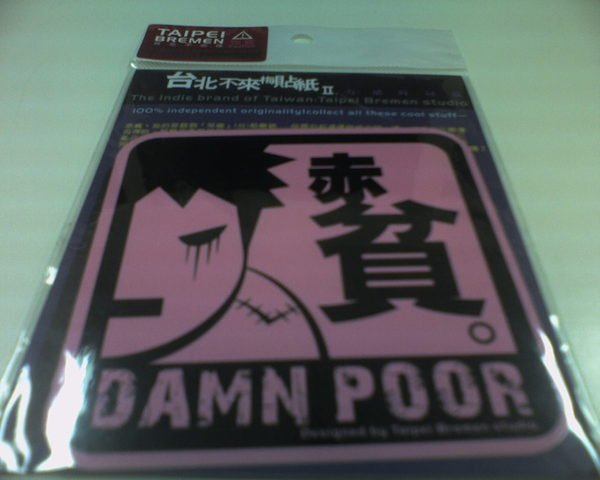 TAIPEI
BREMEN
台北不來梅貼紙 II
The Indie brand of Taiwan:Taipei Bremen studio
100% independent originality!collect all these cool stuff~
赤
貧。
DAMN POOR
Designed by Taipei Bremen studio